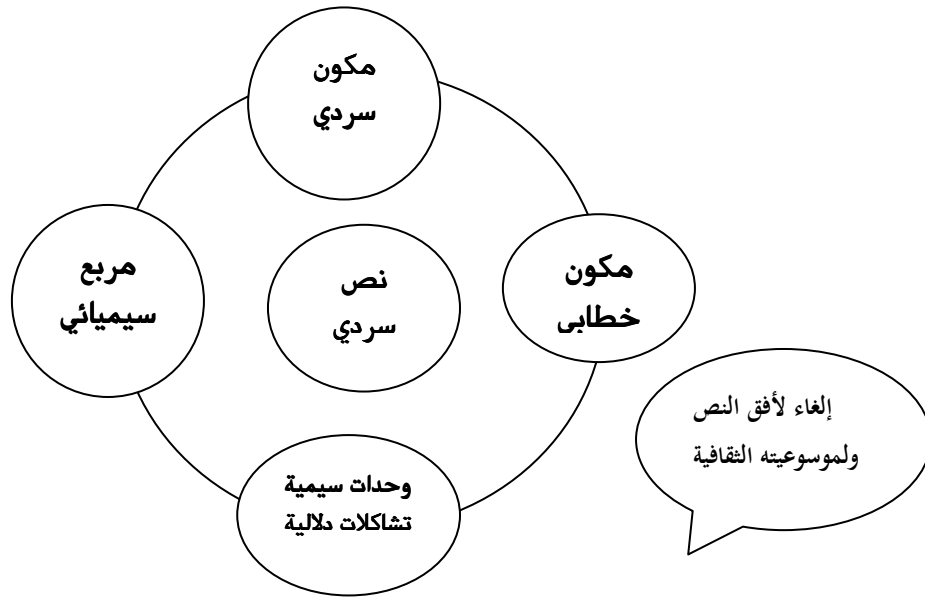 مكون
سردي
مكون
خطابى
مربع
سيميائي
نص
سردي
إلغاء لأفق النص
ولموسوعيته الثقافية
وحدات سيمية
تشاكلات دلالية